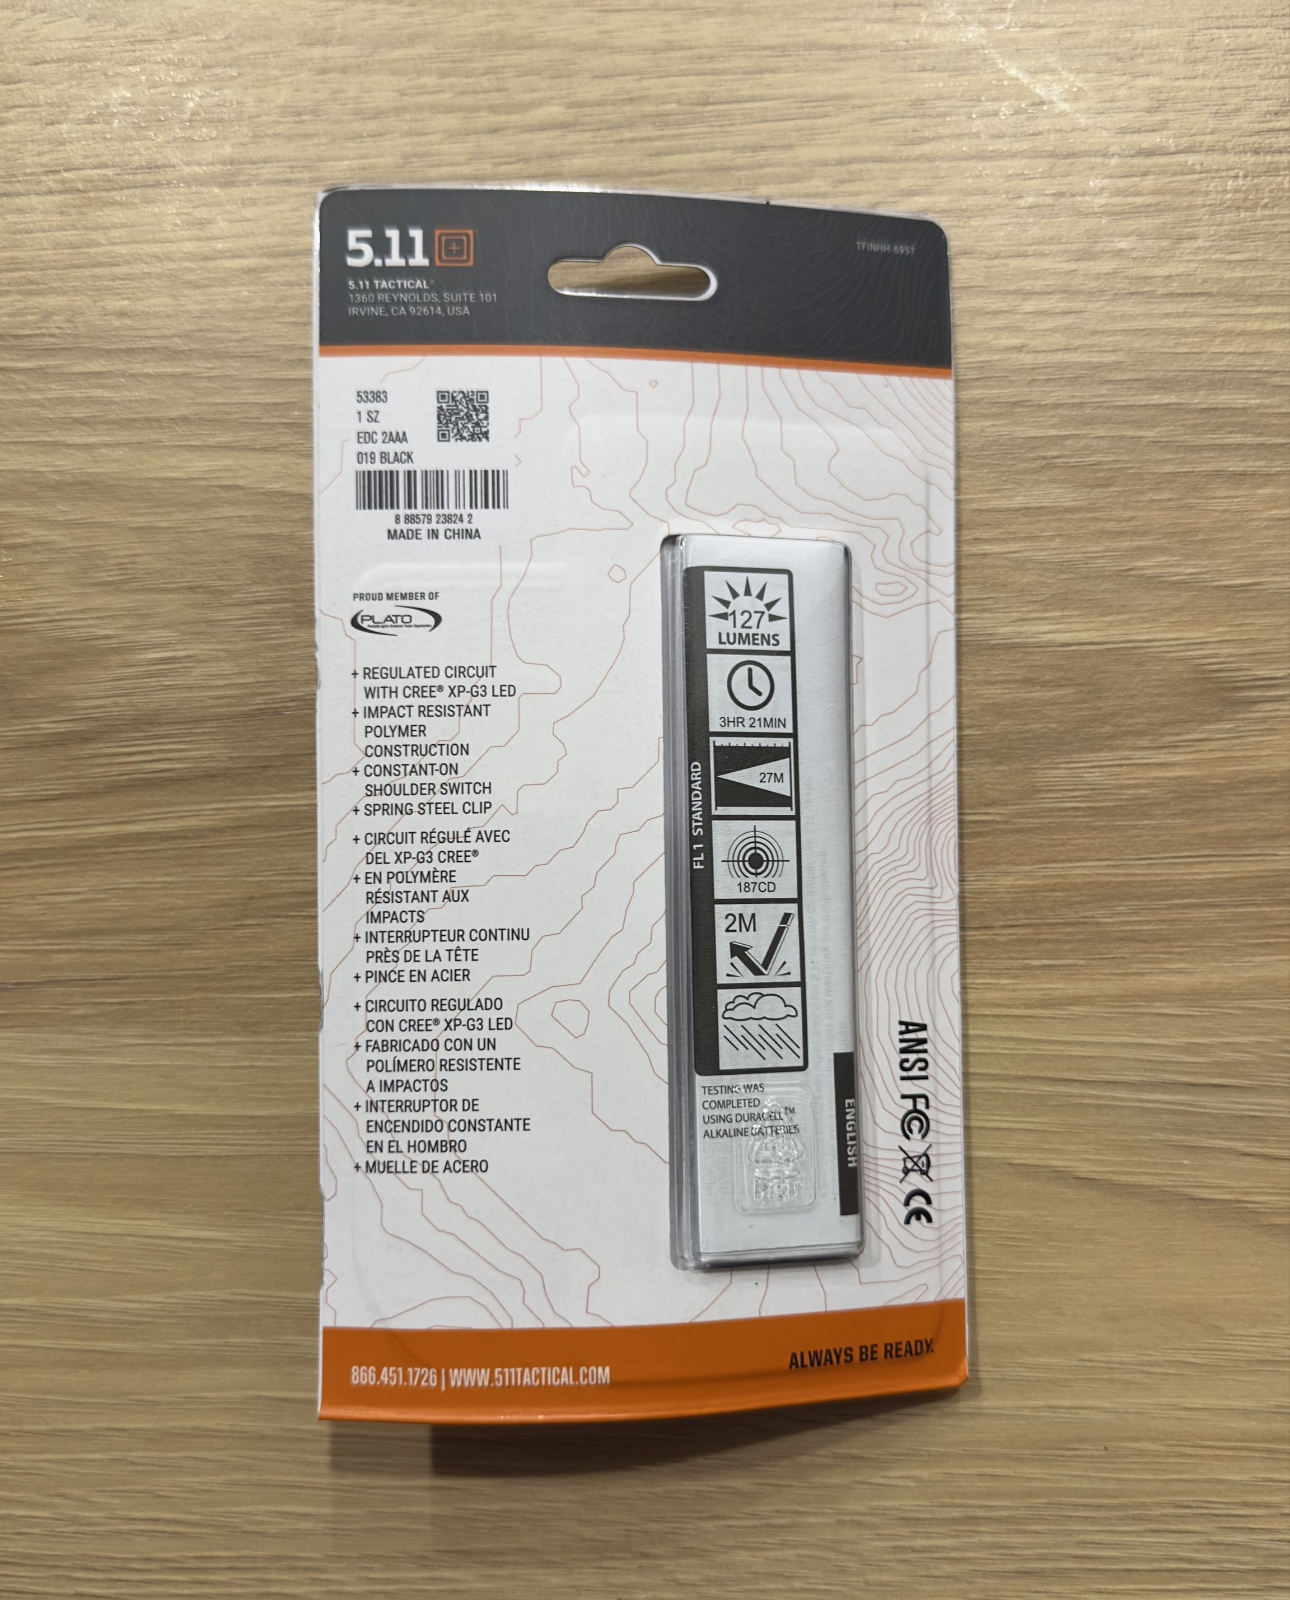 5.11
TFINHH-6957
5.11 TACTICAL®
1360 REYNOLDS, SUITE 101
IRVINE, CA 92614, USA
53383
1 SZ
EDC 2AAA
019 BLACK
8 88579 23824 2
MADE IN CHINA
PROUD MEMBER OF
PLATO
+ REGULATED CIRCUIT
WITH CREE® XP-G3 LED
+ IMPACT RESISTANT
POLYMER
CONSTRUCTION
+ CONSTANT-ON
SHOULDER SWITCH
+ SPRING STEEL CLIP
+ CIRCUIT RÉGULÉ AVEC
DEL XP-G3 CREE®
+ EN POLYMÈRE
RÉSISTANT AUX
IMPACTS
+ INTERRUPTEUR CONTINU
PRÈS DE LA TÊTE
+ PINCE EN ACIER
+ CIRCUITO REGULADO
CON CREE® XP-G3 LED
+ FABRICADO CON UN
POLÍMERO RESISTENTE
A IMPACTOS
+ INTERRUPTOR DE
ENCENDIDO CONSTANTE
EN EL HOMBRO
+ MUELLE DE ACERO
FL 1 STANDARD
127
LUMENS
3HR 21MIN
27M
187CD
2M
TESTING WAS
COMPLETED
USING DURACELL™
ALKALINE BATTERIES
ENGLISH
ANSI FC CE
866.451.1726 | WWW.511TACTICAL.COM
ALWAYS BE READY.